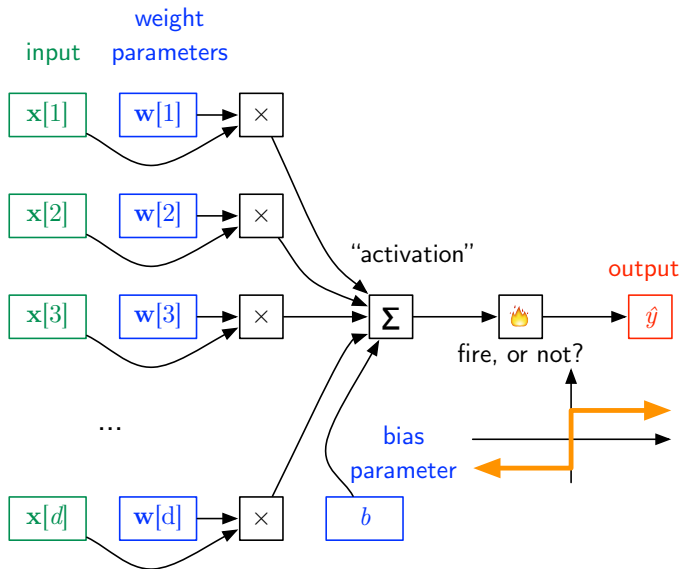 weight
input parameters
x[1] w[1] ×
x[2] w[2] ×
“activation”
output
x[3] w[3] × Σ 🔥 ŷ
fire, or not?
...
bias
parameter
x[d] w[d] × b